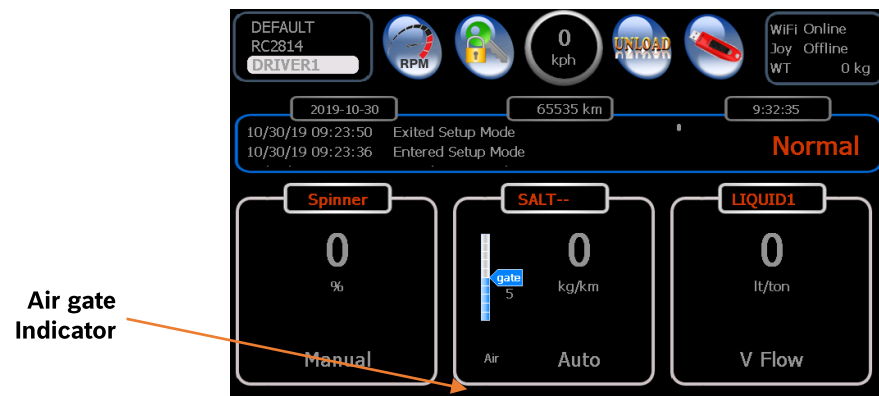 DEFAULT
RC2814
DRIVER1
RPM
0
kph
UNLOAD
WiFi Online
Joy Offline
WT 0 kg
2019-10-30
65535 km
9:32:35
10/30/19 09:23:50 Exited Setup Mode
10/30/19 09:23:36 Entered Setup Mode
Normal
Spinner
0
%
Manual
SALT--
gate
5
0
kg/km
Air
Auto
LIQUID1
0
lt/ton
V Flow
Air gate
Indicator